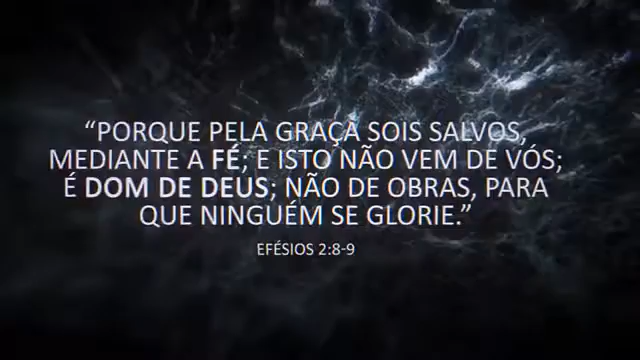 “PORQUE PELA GRAÇA SOIS SALVOS,
MEDIANTE A FÉ; E ISTO NÃO VEM DE VÓS;
É DOM DE DEUS; NÃO DE OBRAS, PARA
QUE NINGUÉM SE GLORIE.”
EFÉSIOS 2:8-9